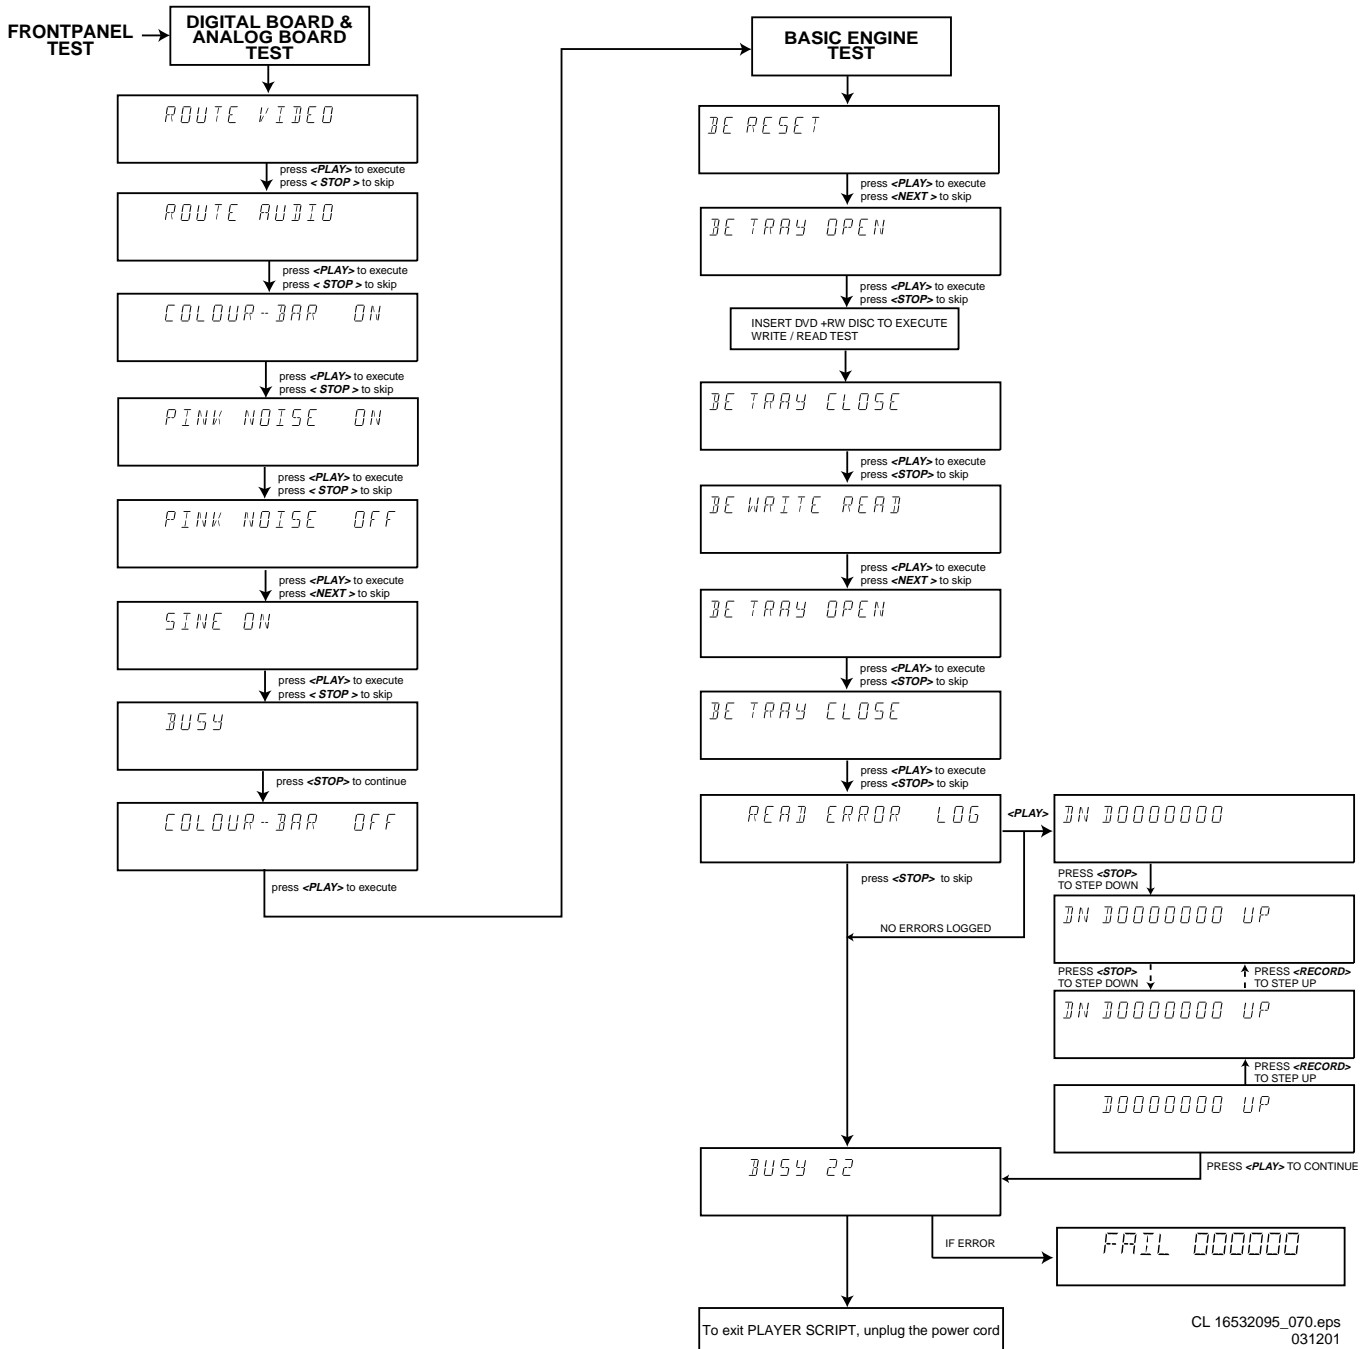 FRONTPANEL
TEST
DIGITAL BOARD &
ANALOG BOARD
TEST
ROUTE VIDEO
press <PLAY> to execute
press < STOP > to skip
ROUTE AUDIO
press <PLAY> to execute
press < STOP > to skip
COLOUR-BAR ON
press <PLAY> to execute
press < STOP > to skip
PINK NOISE ON
press <PLAY> to execute
press < STOP > to skip
PINK NOISE OFF
press <PLAY> to execute
press <NEXT > to skip
SINE ON
press <PLAY> to execute
press < STOP > to skip
BUSY
press <STOP> to continue
COLOUR-BAR OFF
press <PLAY> to execute
BASIC ENGINE
TEST
BE RESET
press <PLAY> to execute
press <NEXT > to skip
BE TRAY OPEN
press <PLAY> to execute
press <STOP> to skip
INSERT DVD +RW DISC TO EXECUTE
WRITE / READ TEST
BE TRAY CLOSE
press <PLAY> to execute
press <STOP> to skip
BE WRITE READ
press <PLAY> to execute
press <NEXT > to skip
BE TRAY OPEN
press <PLAY> to execute
press <STOP> to skip
BE TRAY CLOSE
press <PLAY> to execute
press <STOP> to skip
READ ERROR LOG
<PLAY>
press <STOP> to skip
NO ERRORS LOGGED
DN D0000000
PRESS <STOP>
TO STEP DOWN
DN D0000000 UP
PRESS <STOP>
TO STEP DOWN
PRESS <RECORD>
TO STEP UP
DN D0000000 UP
PRESS <RECORD>
TO STEP UP
D0000000 UP
PRESS <PLAY> TO CONTINUE
BUSY 22
IF ERROR
FAIL 000000
To exit PLAYER SCRIPT, unplug the power cord
CL 16532095_070.eps
031201